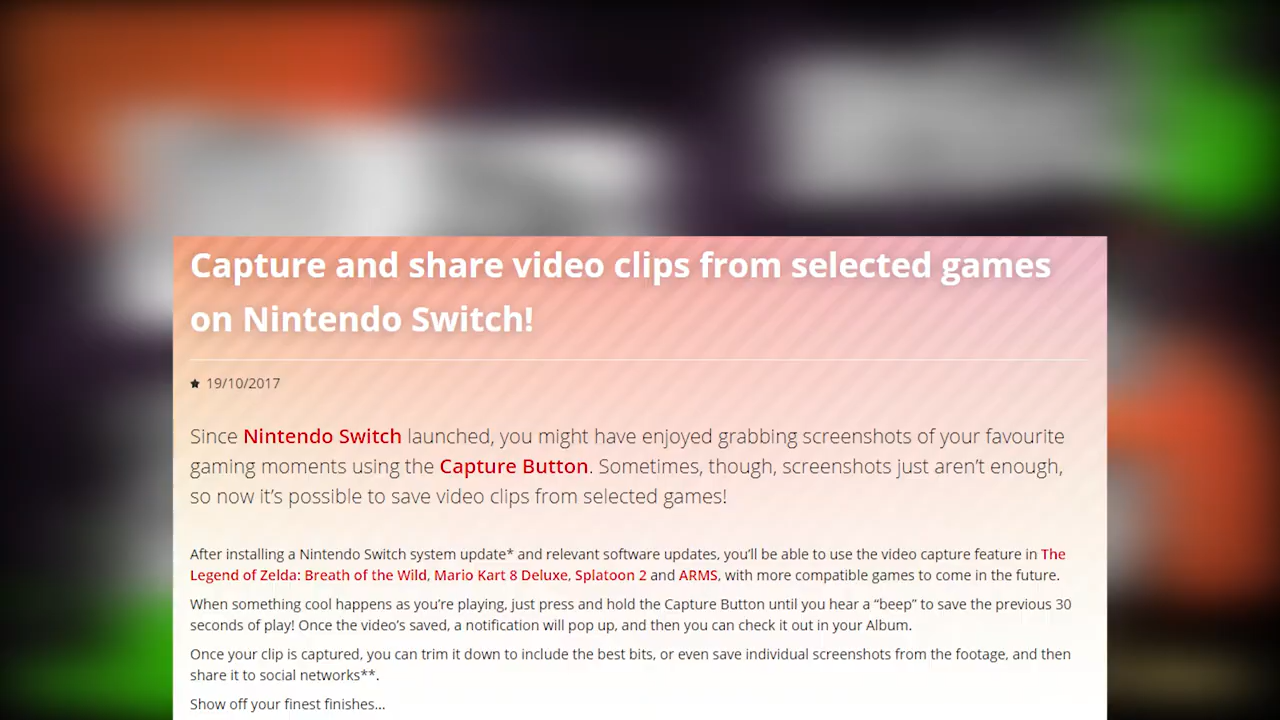 Capture and share video clips from selected games
on Nintendo Switch!
★ 19/10/2017
Since Nintendo Switch launched, you might have enjoyed grabbing screenshots of your favourite
gaming moments using the Capture Button. Sometimes, though, screenshots just aren’t enough,
so now it’s possible to save video clips from selected games!
After installing a Nintendo Switch system update* and relevant software updates, you’ll be able to use the video capture feature in The
Legend of Zelda: Breath of the Wild, Mario Kart 8 Deluxe, Splatoon 2 and ARMS, with more compatible games to come in the future.
When something cool happens as you’re playing, just press and hold the Capture Button until you hear a “beep” to save the previous 30
seconds of play! Once the video’s saved, a notification will pop up, and then you can check it out in your Album.
Once your clip is captured, you can trim it down to include the best bits, or even save individual screenshots from the footage, and then
share it to social networks**.
Show off your finest finishes...